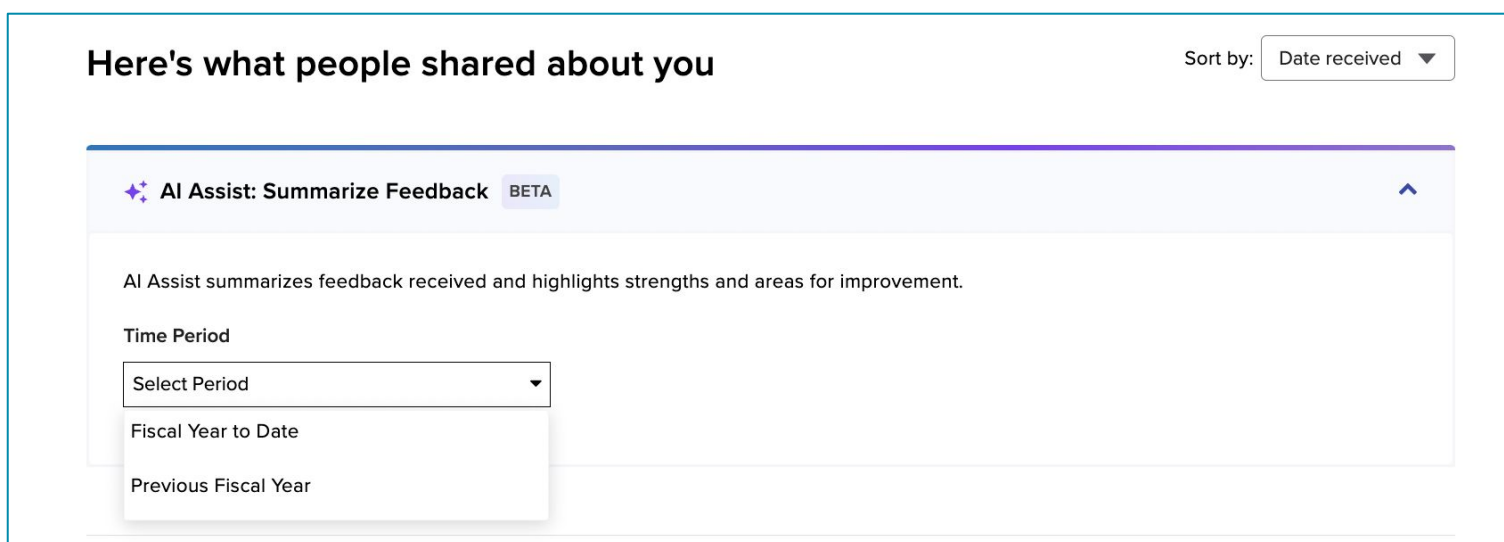 Here's what people shared about you
Sort by: Date received
AI Assist: Summarize Feedback BETA
AI Assist summarizes feedback received and highlights strengths and areas for improvement.
Time Period
Select Period
Fiscal Year to Date
Previous Fiscal Year